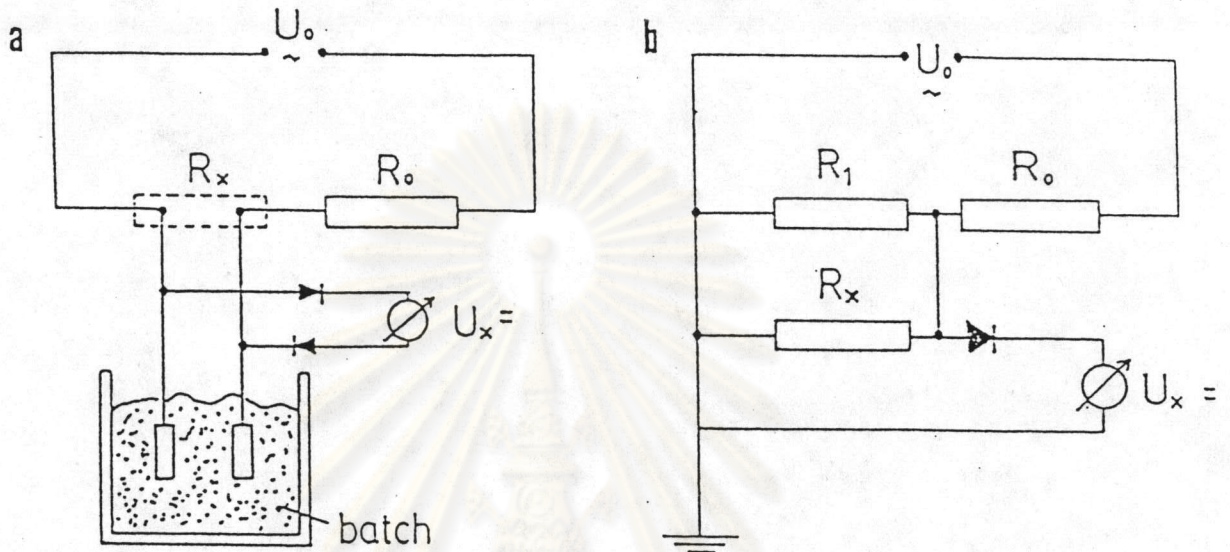 a
U₀
~
Rₓ
R₀
Uₓ =
batch
b
U₀
~
R₁
R₀
Rₓ
Uₓ =